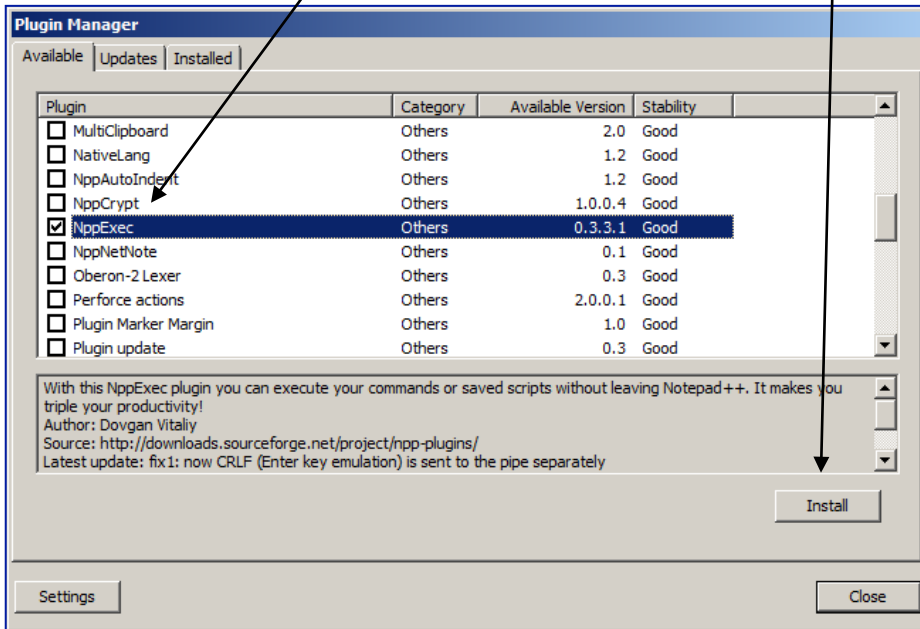 Plugin Manager
Available Updates Installed
Plugin Category Available Version Stability
MultiClipboard Others 2.0 Good
NativeLang Others 1.2 Good
NppAutoIndent Others 1.2 Good
NppCrypt Others 1.0.0.4 Good
NppExec Others 0.3.3.1 Good
NppNetNote Others 0.1 Good
Oberon-2 Lexer Others 0.3 Good
Perforce actions Others 2.0.0.1 Good
Plugin Marker Margin Others 1.0 Good
Plugin update Others 0.3 Good
With this NppExec plugin you can execute your commands or saved scripts without leaving Notepad++. It makes you
triple your productivity!
Author: Dovgan Vitaliy
Source: http://downloads.sourceforge.net/project/npp-plugins/
Latest update: fix1: now CRLF (Enter key emulation) is sent to the pipe separately
Install
Settings Close